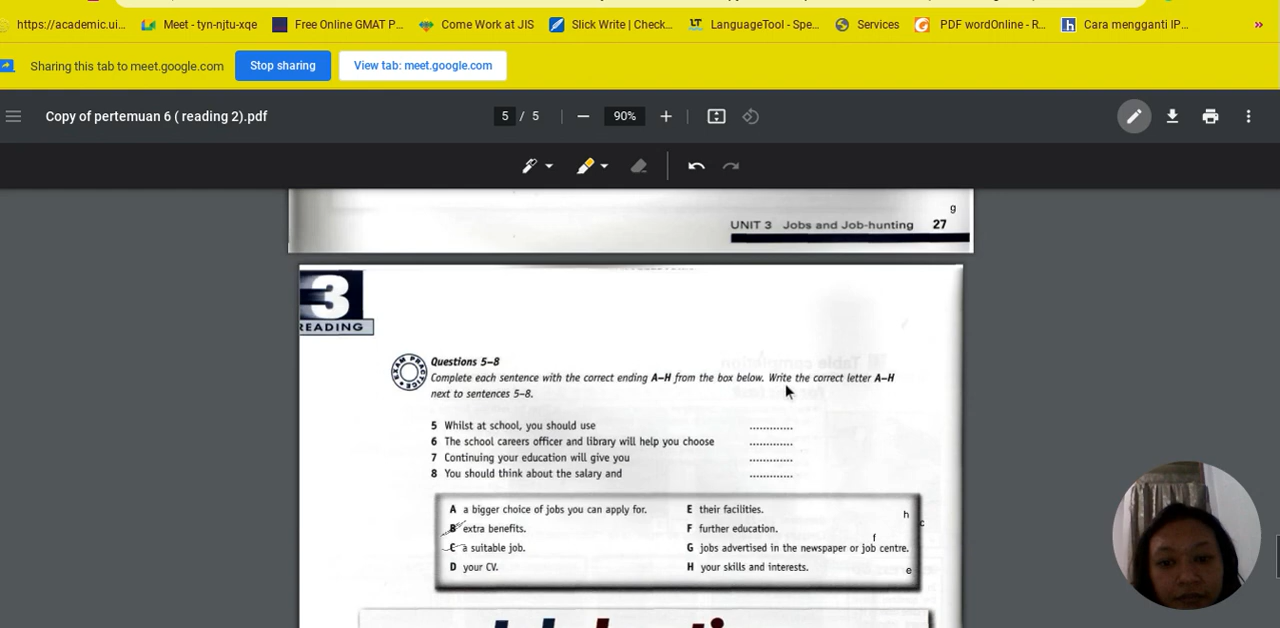 https://academic.ui...
Meet - tyn-njtu-xqe
Free Online GMAT P...
Come Work at JIS
Slick Write | Check...
LanguageTool - Spe...
Services
PDF wordOnline - R...
Cara mengganti IP...
»
Sharing this tab to meet.google.com
Stop sharing
View tab: meet.google.com
Copy of pertemuan 6 ( reading 2).pdf
5 / 5
90%
g
UNIT 3 Jobs and Job-hunting 27
3
READING
EXAM PRACTICE
Questions 5–8
Complete each sentence with the correct ending A–H from the box below. Write the correct letter A–H
next to sentences 5–8.
5 Whilst at school, you should use .............
6 The school careers officer and library will help you choose .............
7 Continuing your education will give you .............
8 You should think about the salary and .............
A a bigger choice of jobs you can apply for.
B extra benefits.
C a suitable job.
D your CV.
E their facilities.
F further education.
G jobs advertised in the newspaper or job centre.
H your skills and interests.
h
c
f
e